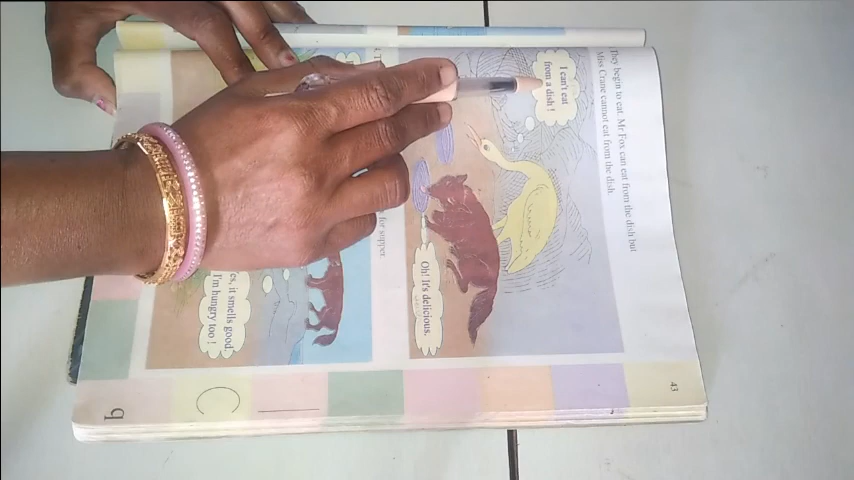 They begin to eat. Mr Fox can eat from the dish but
Miss Crane cannot eat from the dish.
I can't eat
from a dish !
Oh! It's delicious.
for supper.
es, it smells good.
I'm hungry too !
43
b
C
l